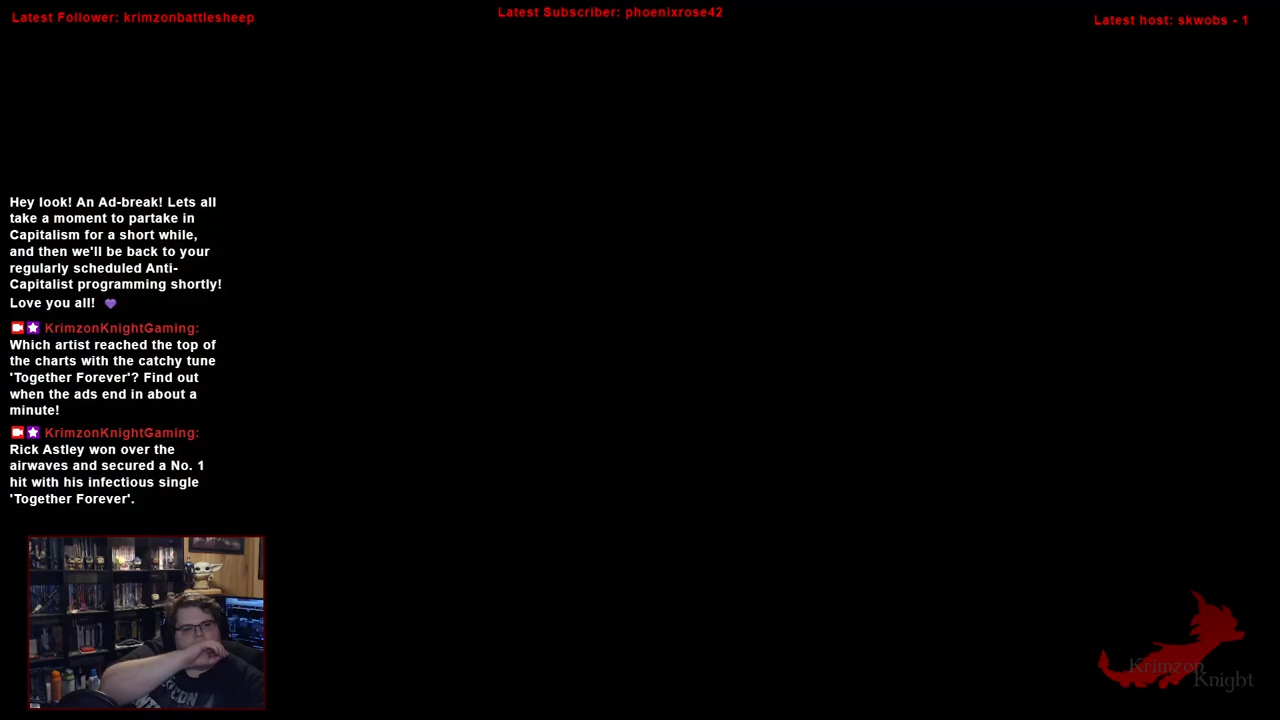 Latest Follower: krimzonbattlesheep
Latest Subscriber: phoenixrose42
Latest host: skwobs - 1
Hey look! An Ad-break! Lets all
take a moment to partake in
Capitalism for a short while,
and then we'll be back to your
regularly scheduled Anti-
Capitalist programming shortly!
Love you all!
KrimzonKnightGaming:
Which artist reached the top of
the charts with the catchy tune
'Together Forever'? Find out
when the ads end in about a
minute!
KrimzonKnightGaming:
Rick Astley won over the
airwaves and secured a No. 1
hit with his infectious single
'Together Forever'.
Krimzon
Knight